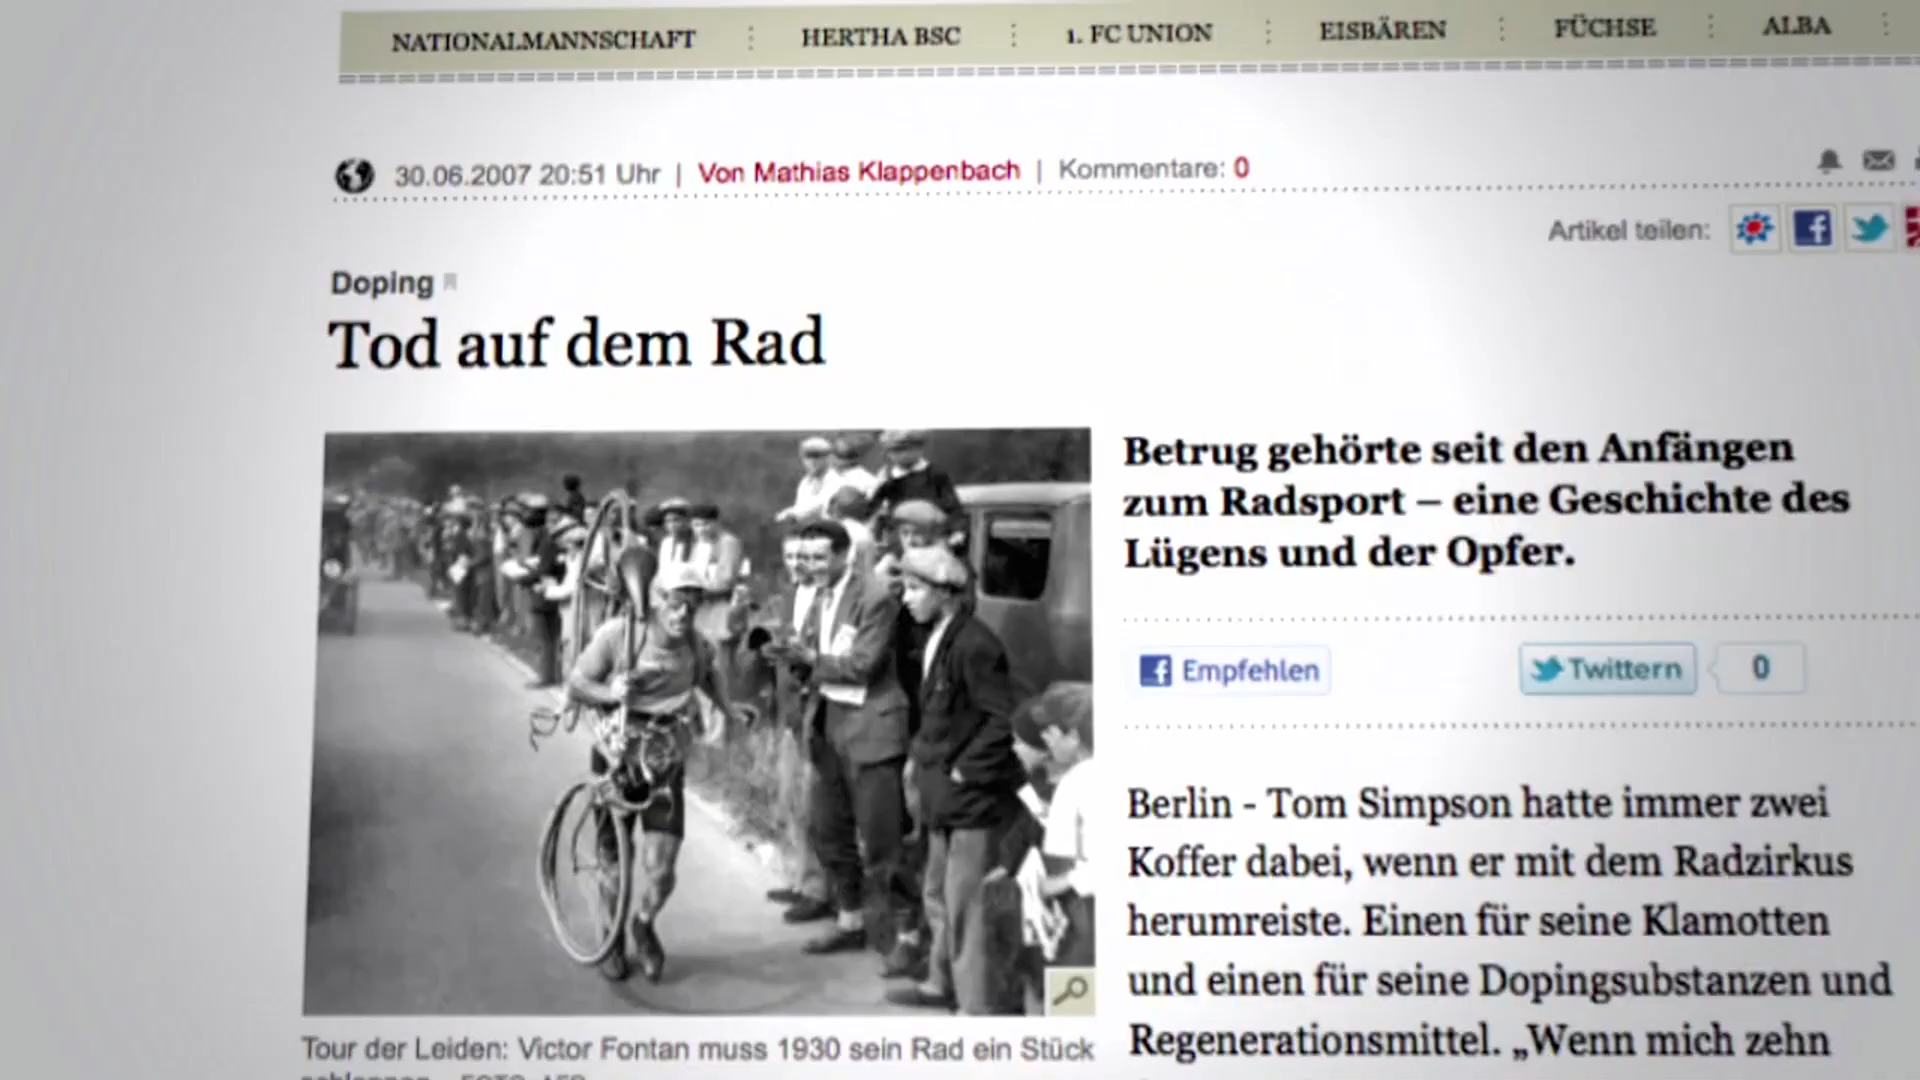 NATIONALMANNSCHAFT HERTHA BSC 1. FC UNION EISBÄREN FÜCHSE ALBA
30.06.2007 20:51 Uhr | Von Mathias Klappenbach | Kommentare: 0
Artikel teilen:
Doping
Tod auf dem Rad
Betrug gehörte seit den Anfängen
zum Radsport – eine Geschichte des
Lügens und der Opfer.
Empfehlen Twittern 0
Berlin - Tom Simpson hatte immer zwei
Koffer dabei, wenn er mit dem Radzirkus
herumreiste. Einen für seine Klamotten
und einen für seine Dopingsubstanzen und
Regenerationsmittel. „Wenn mich zehn
Tour der Leiden: Victor Fontan muss 1930 sein Rad ein Stück